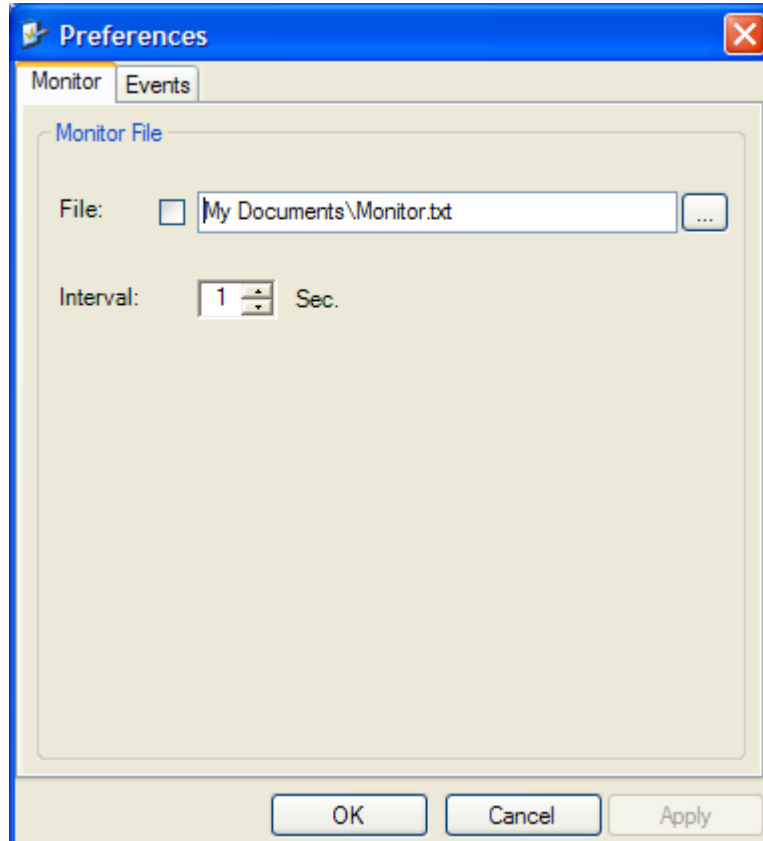 Preferences
Monitor Events
Monitor File
File: My Documents\Monitor.txt ...
Interval: 1 Sec.
OK Cancel Apply